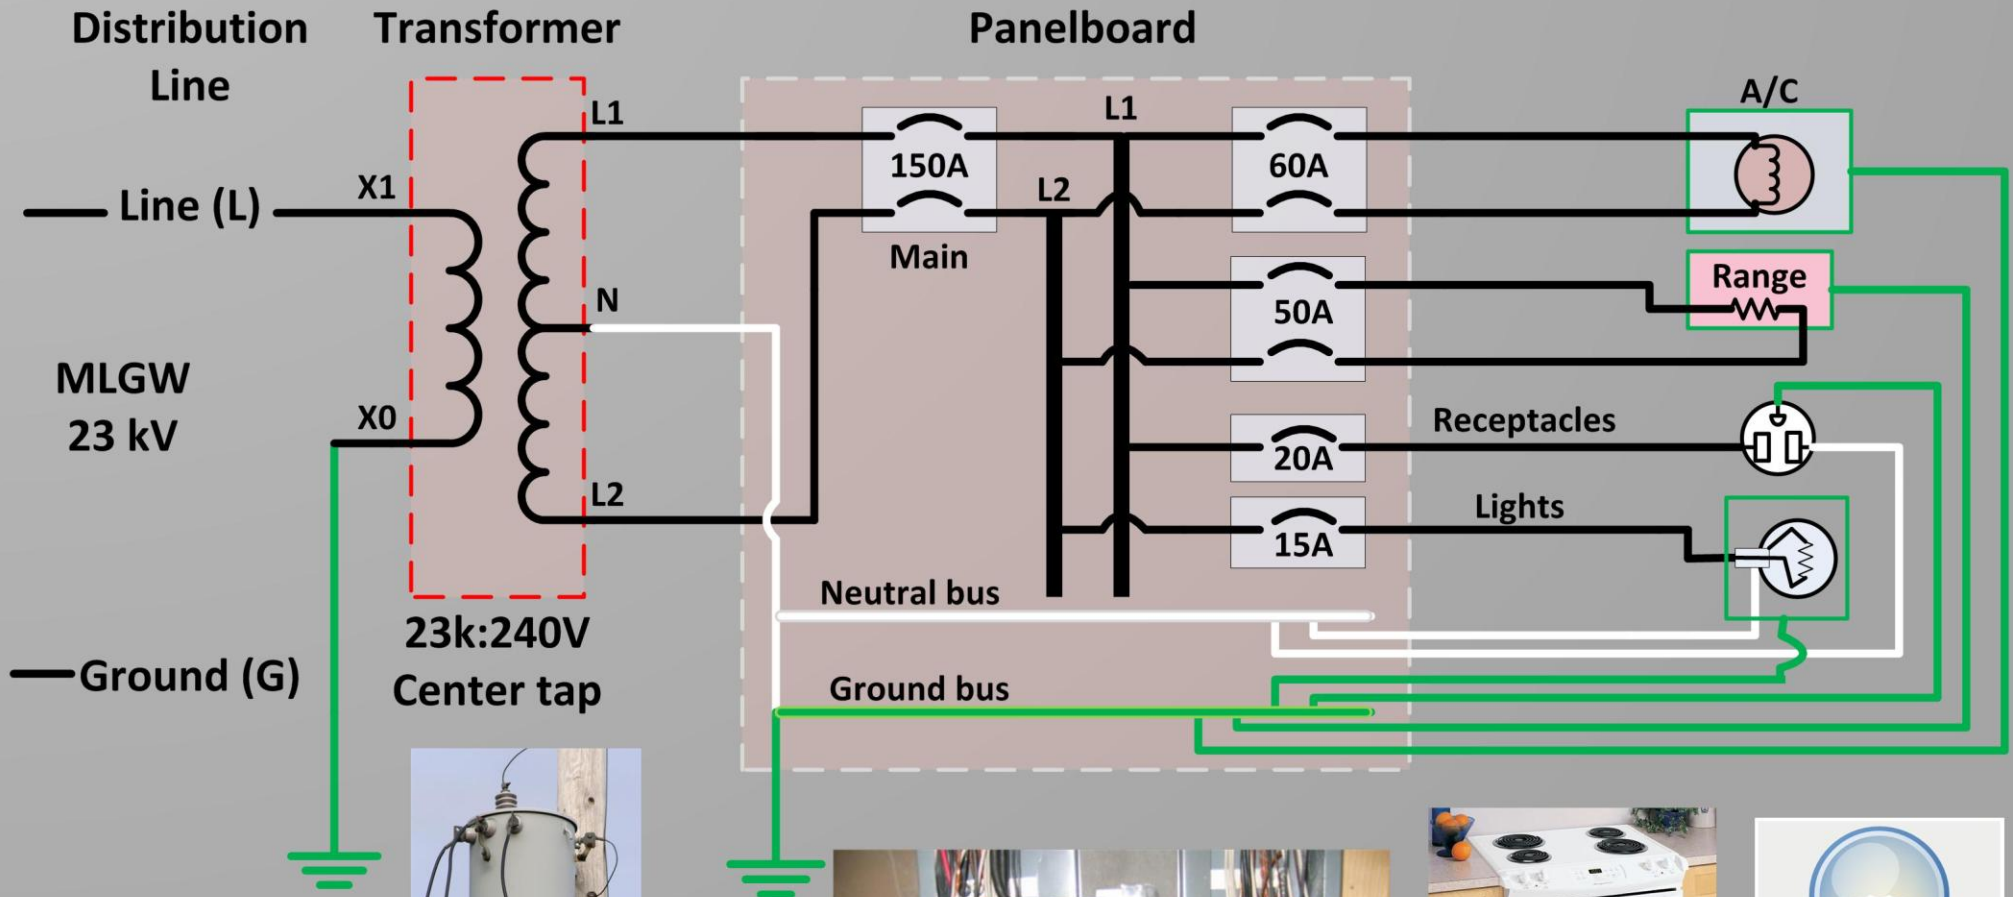 Distribution
Line
Transformer
Panelboard
L1
L1
A/C
150A
60A
X1
L2
Line (L)
Main
Range
N
50A
MLGW
23 kV
X0
Receptacles
20A
L2
Lights
15A
Neutral bus
23k:240V
Center tap
Ground (G)
Ground bus